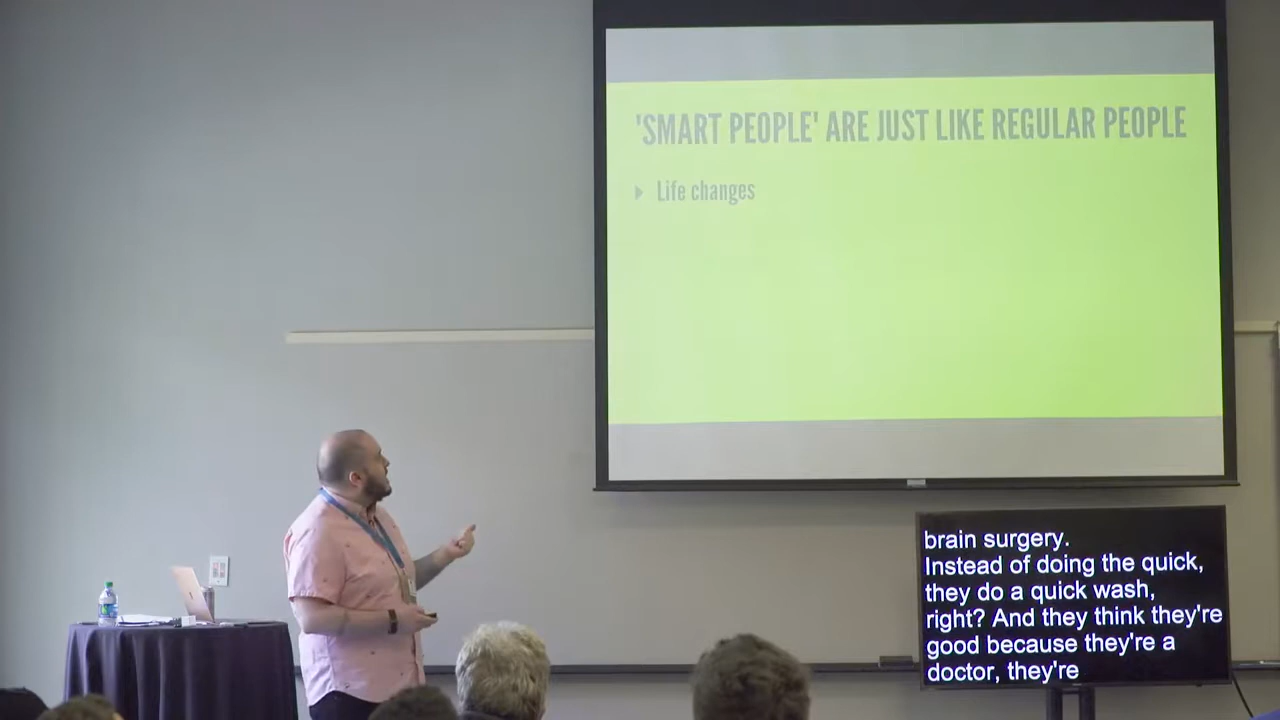 'SMART PEOPLE' ARE JUST LIKE REGULAR PEOPLE
Life changes
brain surgery.
Instead of doing the quick,
they do a quick wash,
right? And they think they're
good because they're a
doctor, they're